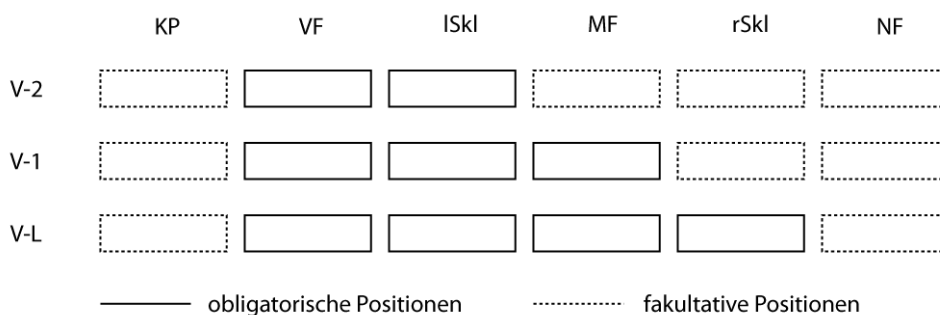 KP VF lSkl MF rSkl NF
V-2
V-1
V-L
obligatorische Positionen fakultative Positionen